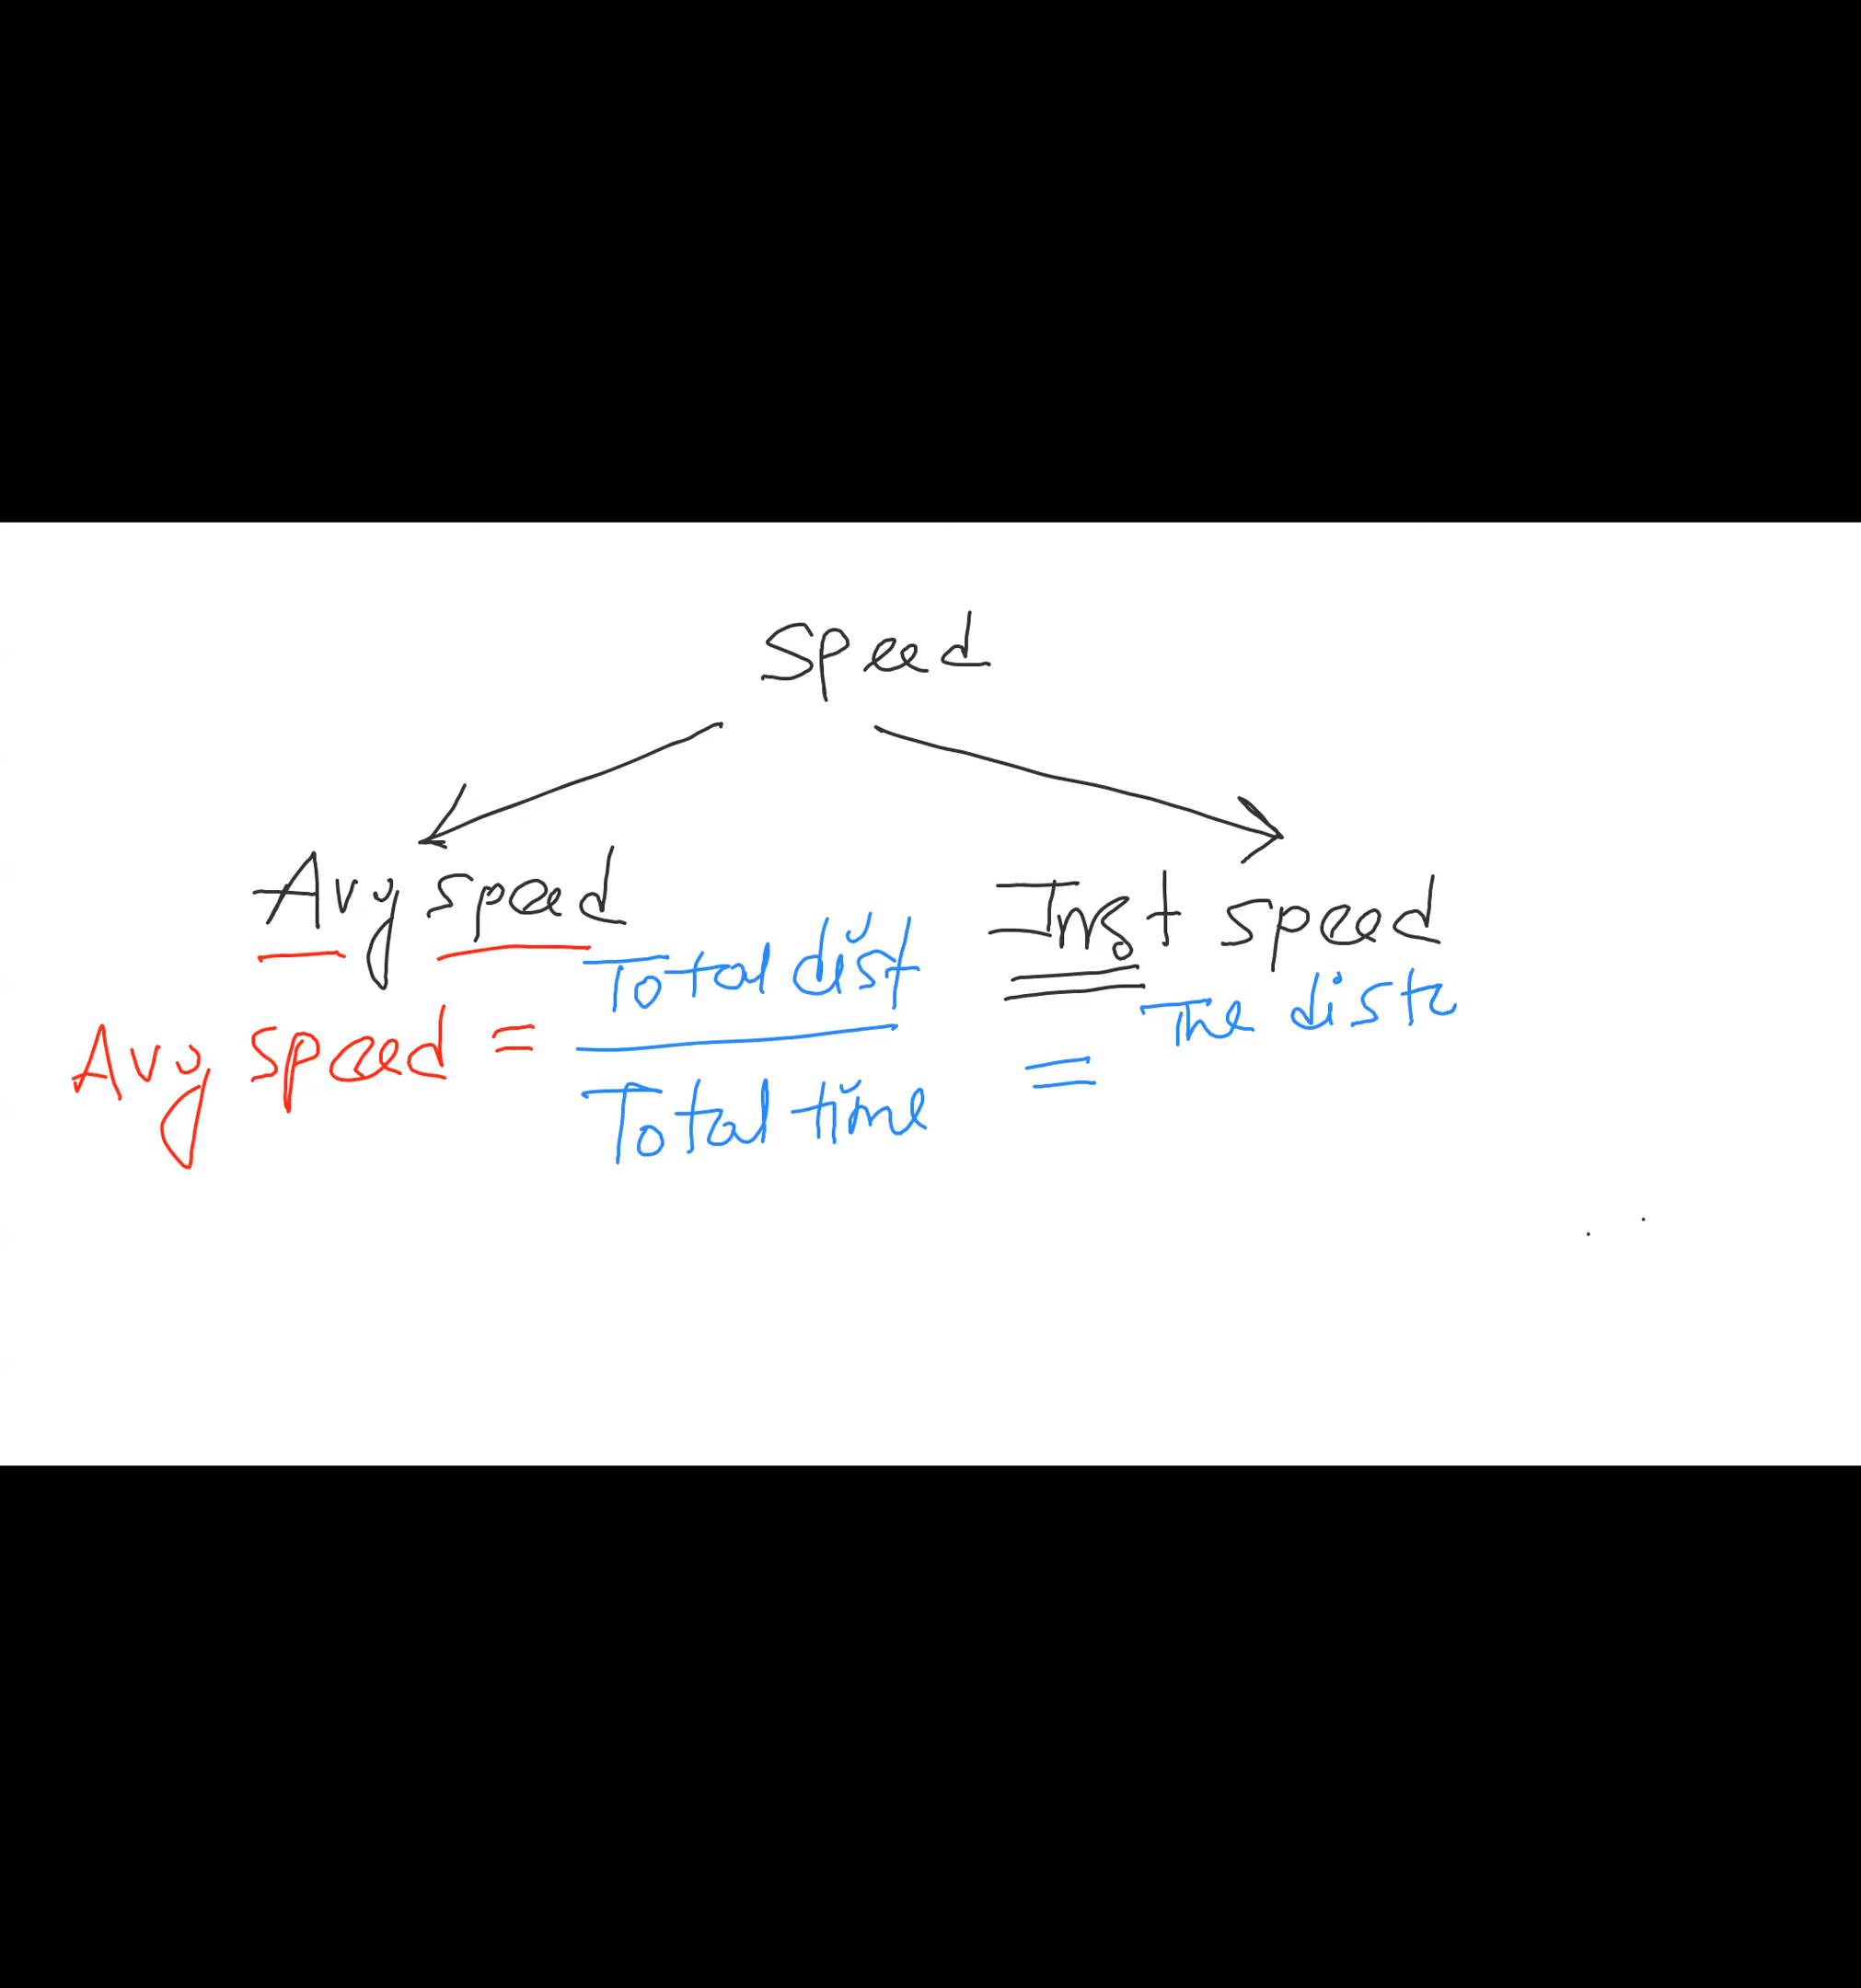 Speed
Avg speed
Inst speed
Avg speed = Total dist
Total time
= The distc